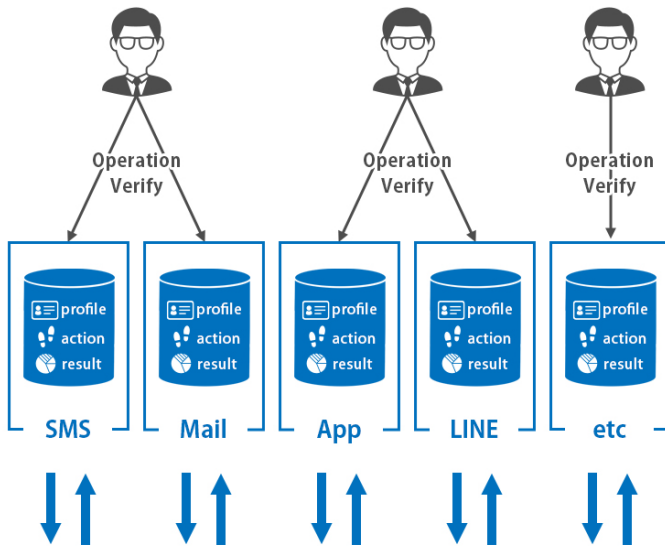 Operation
Verify
Operation
Verify
Operation
Verify
profile
action
result
SMS
profile
action
result
Mail
profile
action
result
App
profile
action
result
LINE
profile
action
result
etc